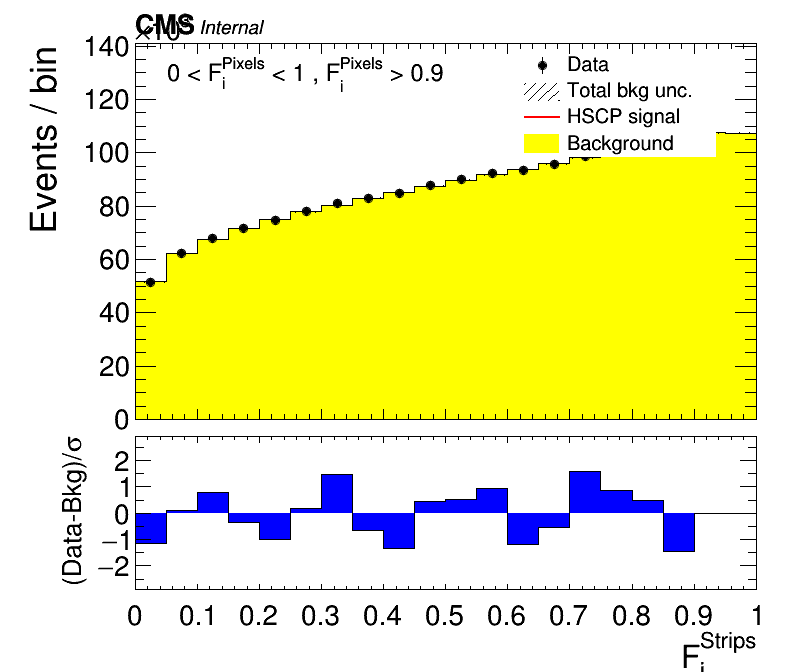 CMS Internal
×10³
0 < F_i^Pixels < 1 , F_i^Pixels > 0.9
Data
Total bkg unc.
HSCP signal
Background
Events / bin
140
120
100
80
60
40
20
0
(Data-Bkg)/σ
2
1
0
−1
−2
0 0.1 0.2 0.3 0.4 0.5 0.6 0.7 0.8 0.9 1
F_i^Strips